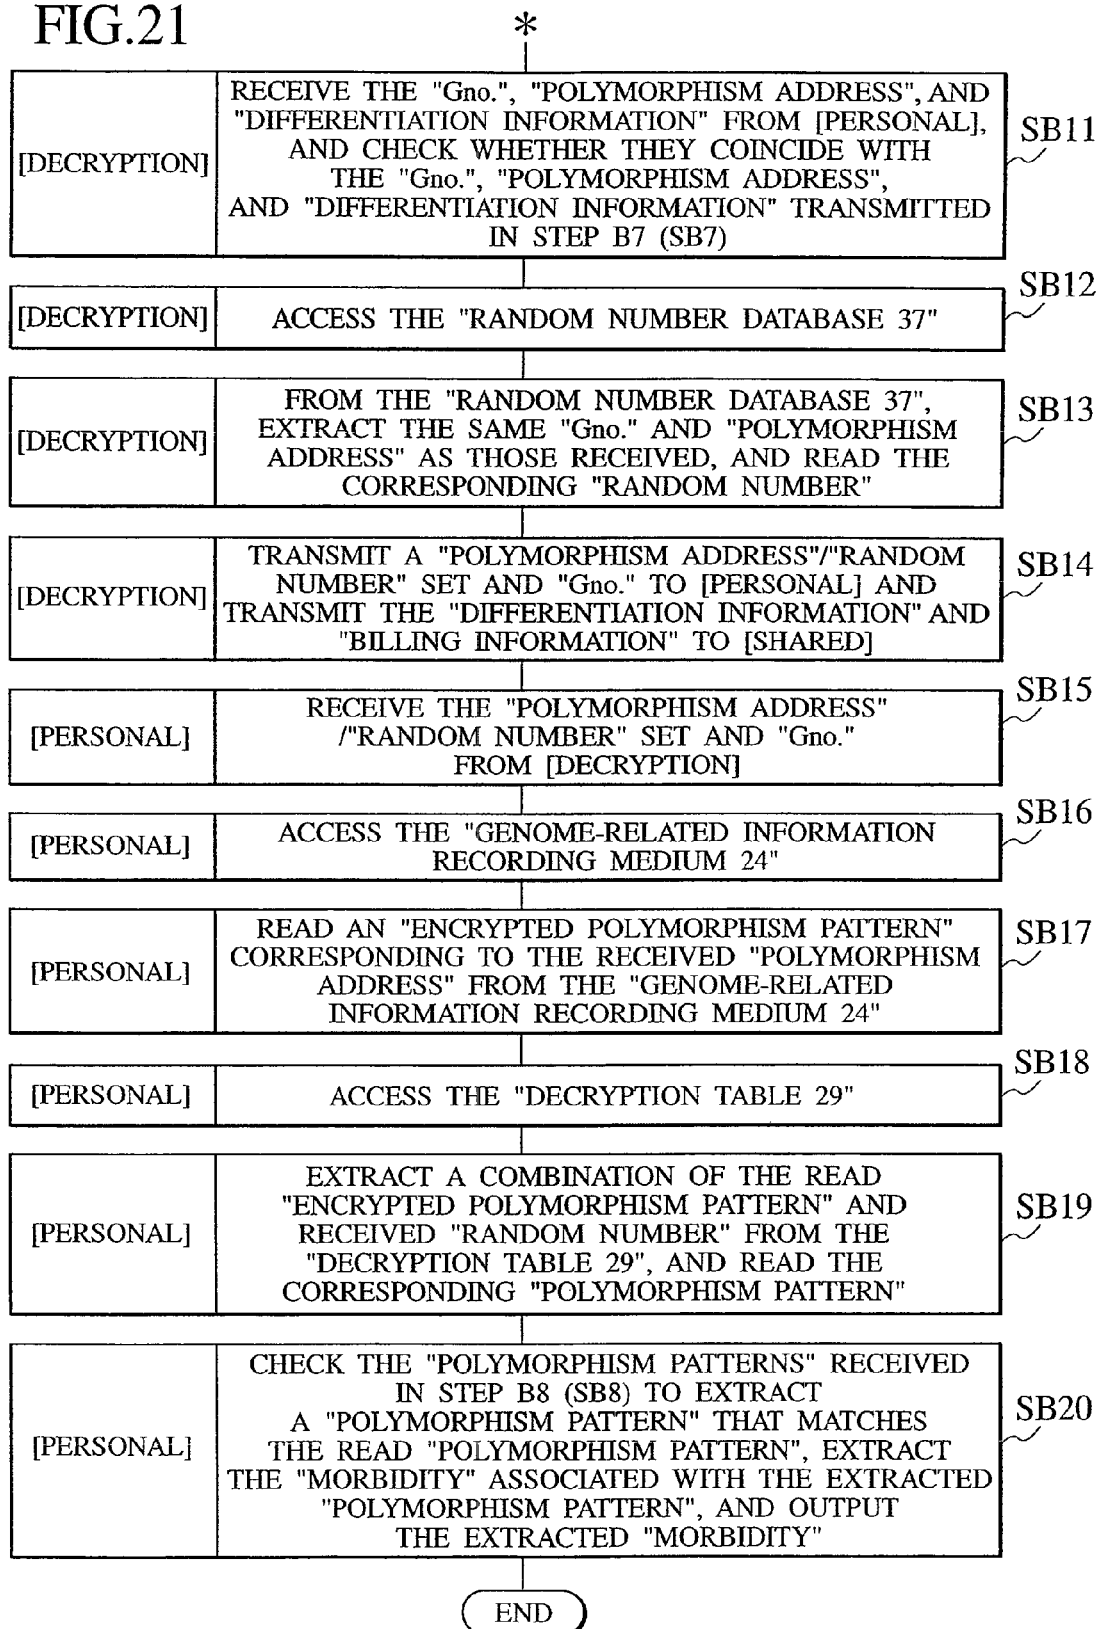 FIG.21
*
[DECRYPTION]
RECEIVE THE "Gno.", "POLYMORPHISM ADDRESS", AND
"DIFFERENTIATION INFORMATION" FROM [PERSONAL],
AND CHECK WHETHER THEY COINCIDE WITH
THE "Gno.", "POLYMORPHISM ADDRESS",
AND "DIFFERENTIATION INFORMATION" TRANSMITTED
IN STEP B7 (SB7)
SB11
[DECRYPTION]
ACCESS THE "RANDOM NUMBER DATABASE 37"
SB12
[DECRYPTION]
FROM THE "RANDOM NUMBER DATABASE 37",
EXTRACT THE SAME "Gno." AND "POLYMORPHISM
ADDRESS" AS THOSE RECEIVED, AND READ THE
CORRESPONDING "RANDOM NUMBER"
SB13
[DECRYPTION]
TRANSMIT A "POLYMORPHISM ADDRESS"/"RANDOM
NUMBER" SET AND "Gno." TO [PERSONAL] AND
TRANSMIT THE "DIFFERENTIATION INFORMATION" AND
"BILLING INFORMATION" TO [SHARED]
SB14
[PERSONAL]
RECEIVE THE "POLYMORPHISM ADDRESS"
/"RANDOM NUMBER" SET AND "Gno."
FROM [DECRYPTION]
SB15
[PERSONAL]
ACCESS THE "GENOME-RELATED INFORMATION
RECORDING MEDIUM 24"
SB16
[PERSONAL]
READ AN "ENCRYPTED POLYMORPHISM PATTERN"
CORRESPONDING TO THE RECEIVED "POLYMORPHISM
ADDRESS" FROM THE "GENOME-RELATED
INFORMATION RECORDING MEDIUM 24"
SB17
[PERSONAL]
ACCESS THE "DECRYPTION TABLE 29"
SB18
[PERSONAL]
EXTRACT A COMBINATION OF THE READ
"ENCRYPTED POLYMORPHISM PATTERN" AND
RECEIVED "RANDOM NUMBER" FROM THE
"DECRYPTION TABLE 29", AND READ THE
CORRESPONDING "POLYMORPHISM PATTERN"
SB19
[PERSONAL]
CHECK THE "POLYMORPHISM PATTERNS" RECEIVED
IN STEP B8 (SB8) TO EXTRACT
A "POLYMORPHISM PATTERN" THAT MATCHES
THE READ "POLYMORPHISM PATTERN", EXTRACT
THE "MORBIDITY" ASSOCIATED WITH THE EXTRACTED
"POLYMORPHISM PATTERN", AND OUTPUT
THE EXTRACTED "MORBIDITY"
SB20
END